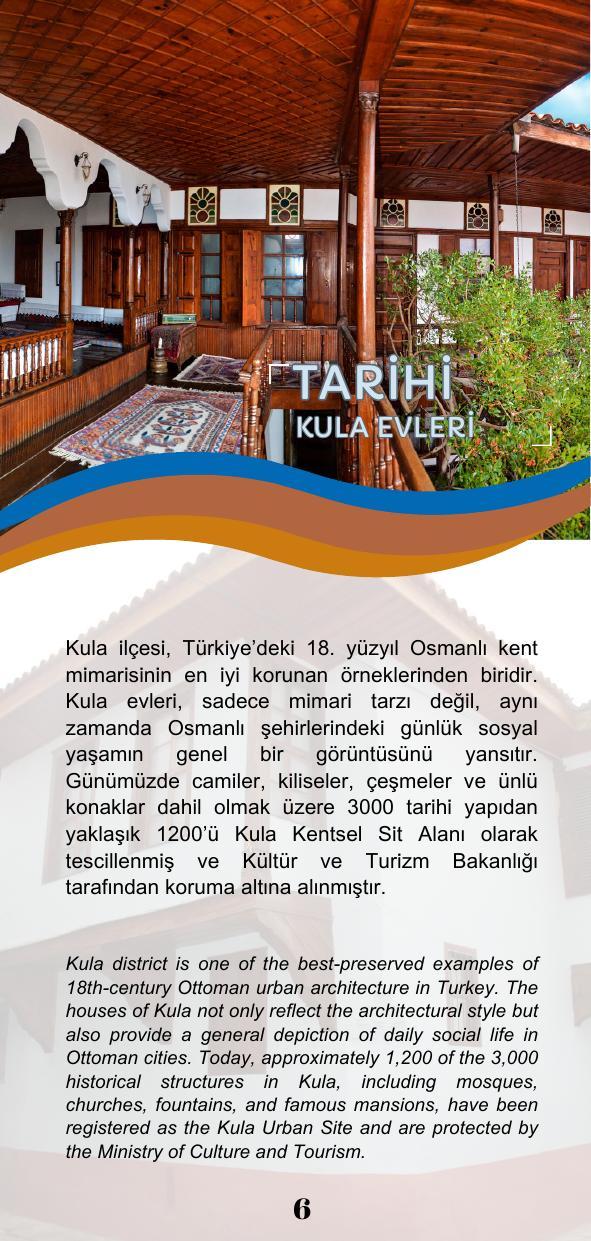 TARİHİ
KULA EVLERİ
Kula ilçesi, Türkiye’deki 18. yüzyıl Osmanlı kent
mimarisinin en iyi korunan örneklerinden biridir.
Kula evleri, sadece mimari tarzı değil, aynı
zamanda Osmanlı şehirlerindeki günlük sosyal
yaşamın genel bir görüntüsünü yansıtır.
Günümüzde camiler, kiliseler, çeşmeler ve ünlü
konaklar dahil olmak üzere 3000 tarihi yapıdan
yaklaşık 1200’ü Kula Kentsel Sit Alanı olarak
tescillenmiş ve Kültür ve Turizm Bakanlığı
tarafından koruma altına alınmıştır.
Kula district is one of the best-preserved examples of
18th-century Ottoman urban architecture in Turkey. The
houses of Kula not only reflect the architectural style but
also provide a general depiction of daily social life in
Ottoman cities. Today, approximately 1,200 of the 3,000
historical structures in Kula, including mosques,
churches, fountains, and famous mansions, have been
registered as the Kula Urban Site and are protected by
the Ministry of Culture and Tourism.
6